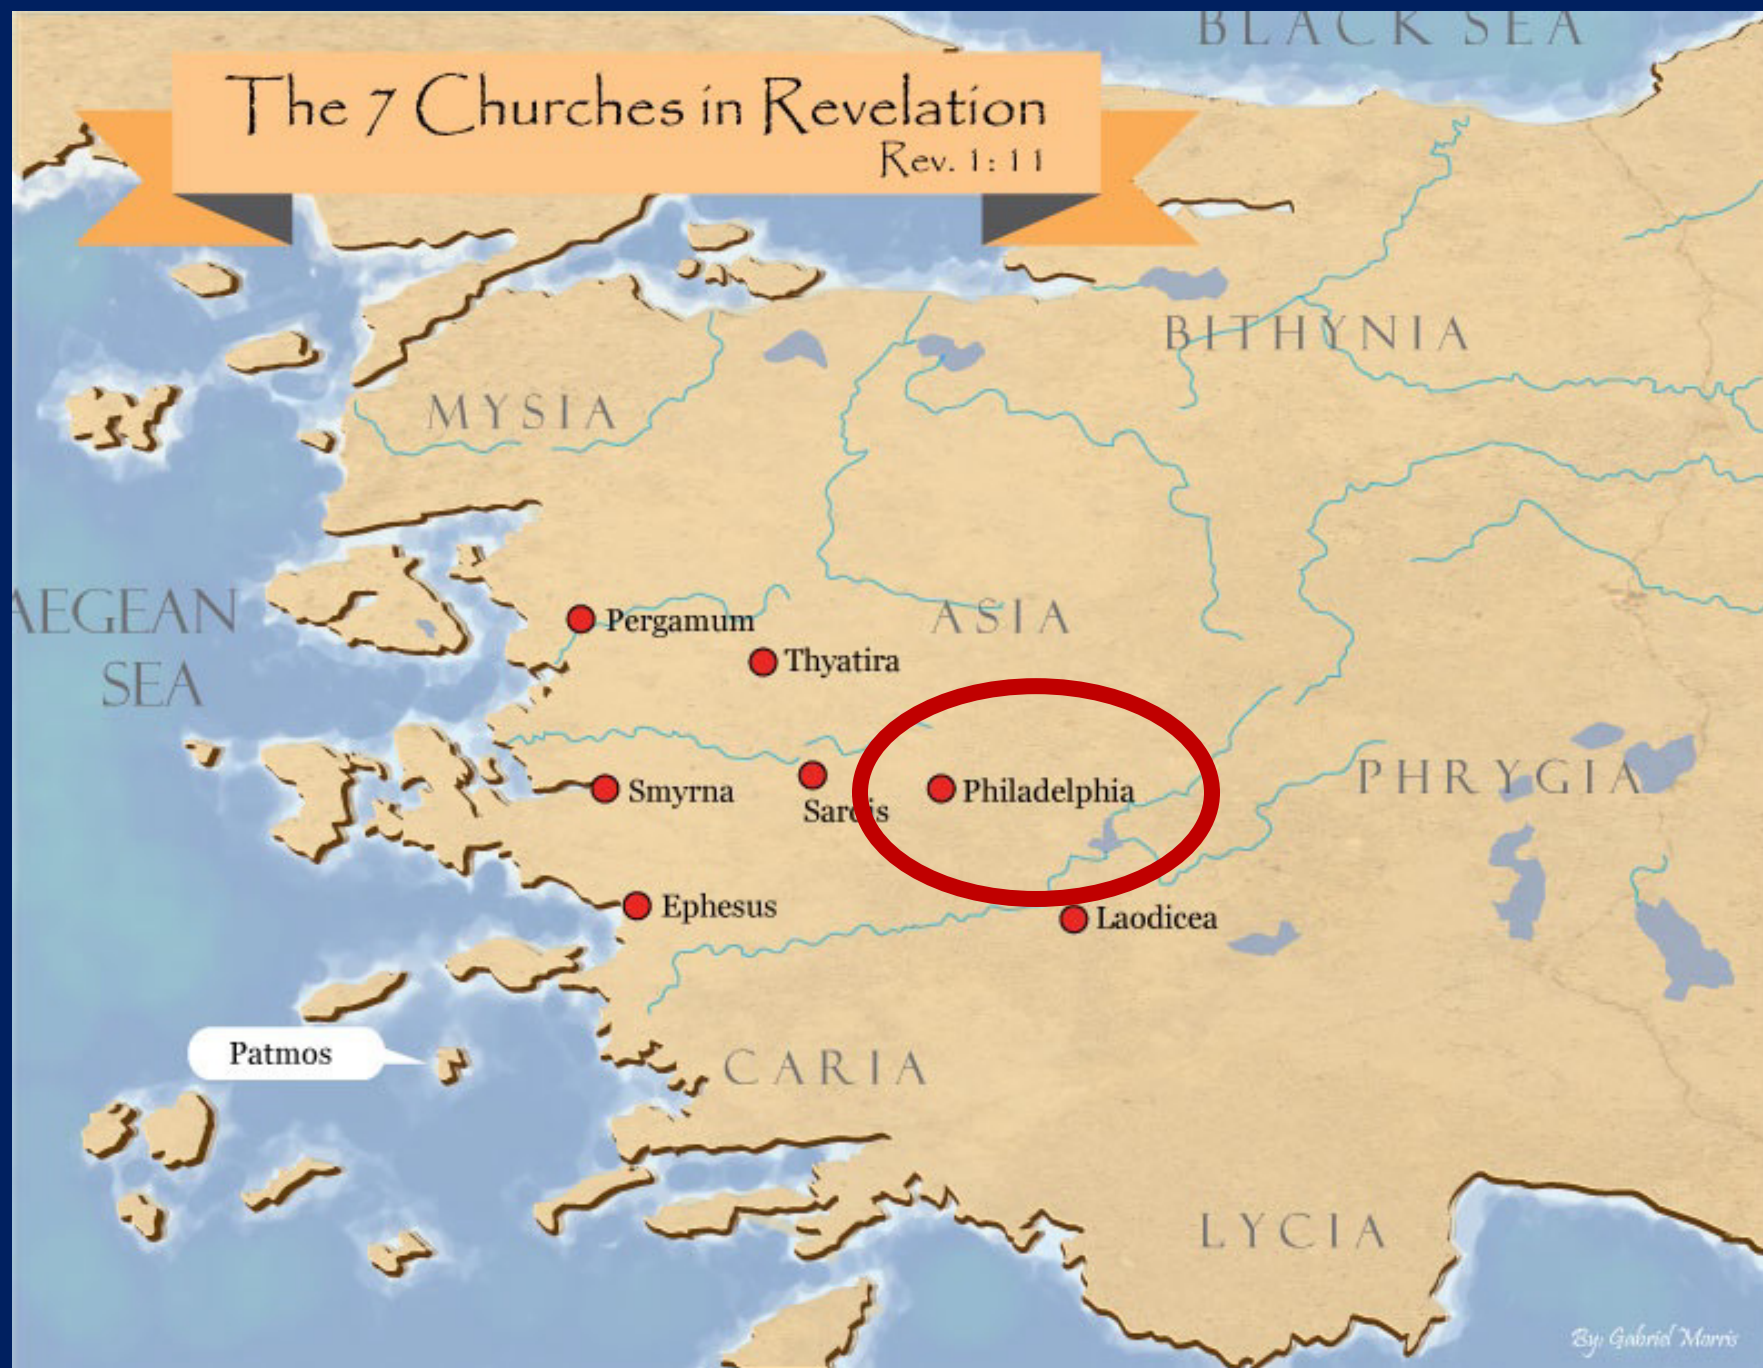 BLACK SEA
The 7 Churches in Revelation
Rev. 1:11
BITHYNIA
MYSIA
AEGEAN
SEA
ASIA
Pergamum
Thyatira
PHRYGIA
Smyrna
Sardis
Philadelphia
Ephesus
Laodicea
Patmos
CARIA
LYCIA
By: Gabriel Morris